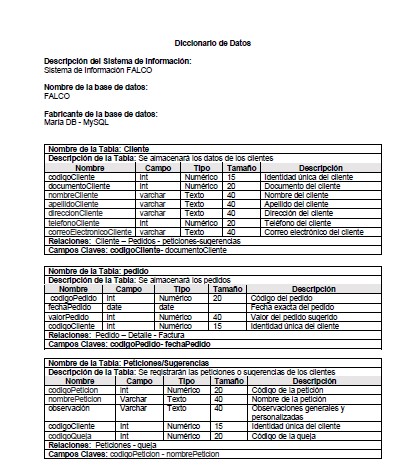 Diccionario de Datos
Descripción del Sistema de Información:
Sistema de Información FALCO
Nombre de la base de datos:
FALCO
Fabricante de la base de datos:
María DB - MySQL
Nombre de la Tabla: Cliente
Descripción de la Tabla: Se almacenará los datos de los clientes
Nombre Campo Tipo Tamaño Descripción
codigoCliente Int Numérico 15 Identidad única del cliente
documentoCliente Int Numérico 20 Documento del cliente
nombreCliente varchar Texto 40 Nombre del cliente
apellidoCliente varchar Texto 40 Apellido del cliente
direccionCliente varchar Texto 40 Dirección del cliente
telefonoCliente Int Numérico 20 Teléfono del cliente
correoElectronicoCliente varchar Texto 40 Correo electrónico del cliente
Relaciones: Cliente – Pedidos - peticiones-sugerencias
Campos Claves: codigoCliente- documentoCliente
Nombre de la Tabla: pedido
Descripción de la Tabla: Se almacenará los pedidos
Nombre Campo Tipo Tamaño Descripción
codigoPedido Int Numérico 20 Código del pedido
fechaPedido date date Fecha exacta del pedido
valorPedido Int Numérico 40 Valor del pedido sugerido
codigoCliente Int Numérico 15 Identidad única del cliente
Relaciones: Pedido – Detalle - Factura
Campos Claves: codigoPedido- fechaPedido
Nombre de la Tabla: Peticiones/Sugerencias
Descripción de la Tabla: Se registrarán las peticiones o sugerencias de los clientes
Nombre Campo Tipo Tamaño Descripción
codigoPeticion Int Numérico 20 Código de la petición
nombrePeticion Varchar Texto 40 Nombre de la petición
observación Varchar Texto 40 Observaciones generales y
personalizadas
codigoCliente Int Numérico 15 Identidad única del cliente
codigoQueja Int Numérico 20 Código de la queja
Relaciones: Peticiones - queja
Campos Claves: codigoPeticion - nombrePeticion